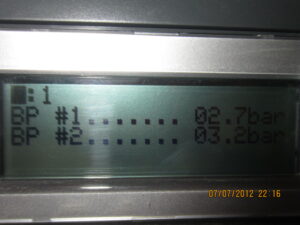 ■:1
BP #1....... 02.7bar
BP #2....... 03.2bar
07/07/2012 22:16